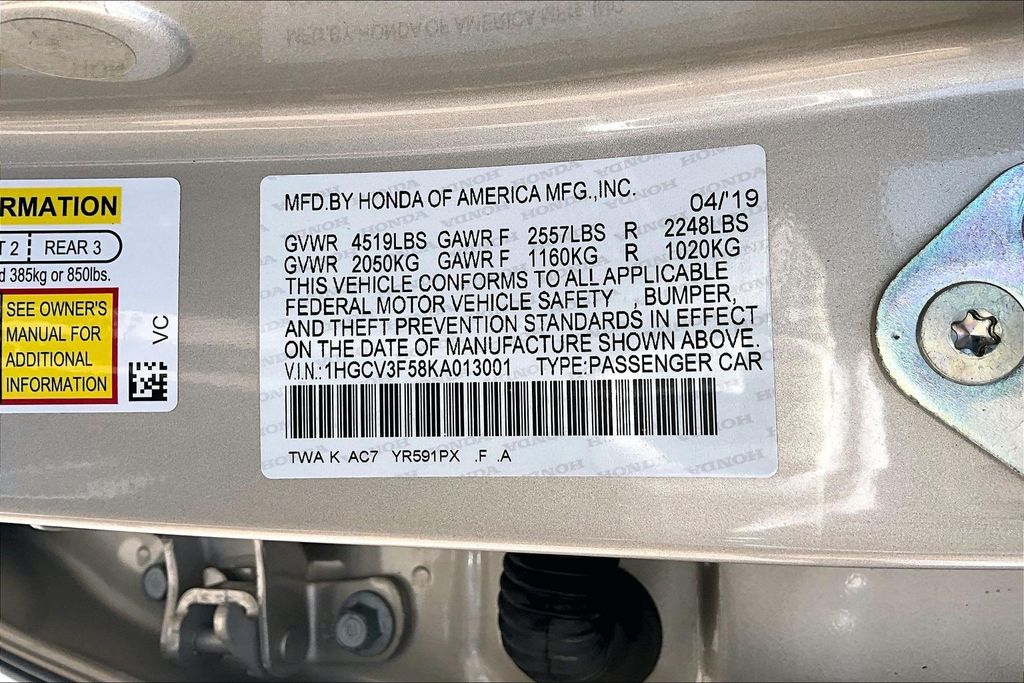 RMATION
T 2 REAR 3
d 385kg or 850lbs.
SEE OWNER'S
MANUAL FOR
ADDITIONAL
INFORMATION
VC
MFD.BY HONDA OF AMERICA MFG.,INC.
04/'19
GVWR 4519LBS GAWR F 2557LBS R 2248LBS
GVWR 2050KG GAWR F 1160KG R 1020KG
THIS VEHICLE CONFORMS TO ALL APPLICABLE
FEDERAL MOTOR VEHICLE SAFETY , BUMPER,
AND THEFT PREVENTION STANDARDS IN EFFECT
ON THE DATE OF MANUFACTURE SHOWN ABOVE.
V.I.N.:1HGCV3F58KA013001 TYPE:PASSENGER CAR
TWA K AC7 YR591PX .F .A